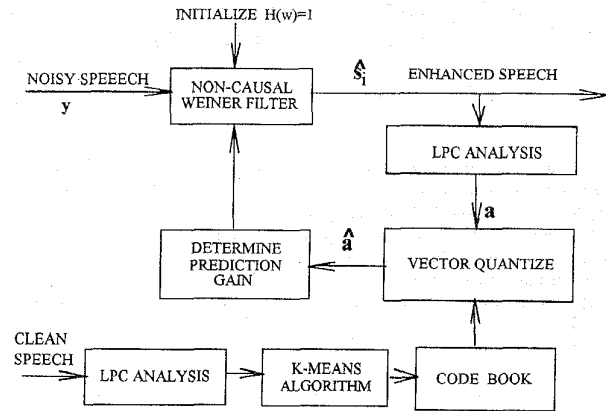 INITIALIZE H(w)=1
NOISY SPEEECH
y
NON-CAUSAL
WEINER FILTER
ŝi
ENHANCED SPEECH
LPC ANALYSIS
a
DETERMINE
PREDICTION
GAIN
â
VECTOR QUANTIZE
CLEAN
SPEECH
LPC ANALYSIS
K-MEANS
ALGORITHM
CODE BOOK